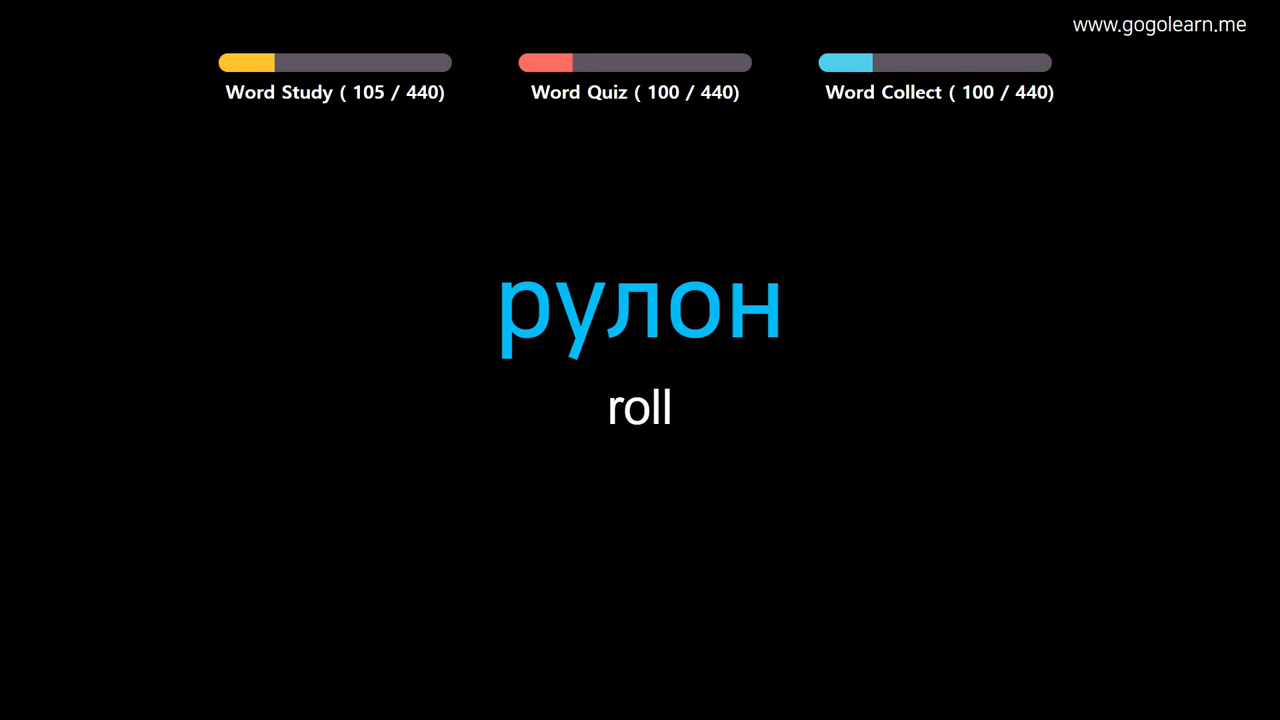 www.gogolearn.me
Word Study ( 105 / 440)
Word Quiz ( 100 / 440)
Word Collect ( 100 / 440)
рулон
roll